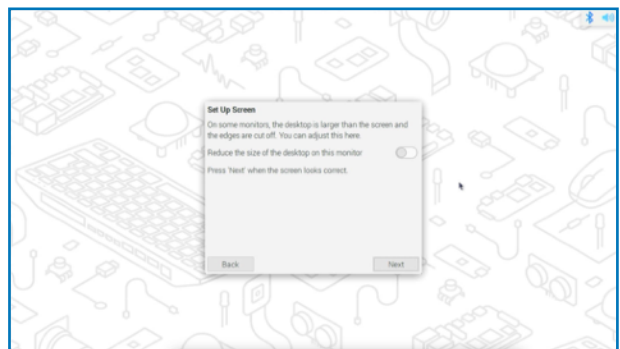 Set Up Screen
On some monitors, the desktop is larger than the screen and
the edges are cut off. You can adjust this here.
Reduce the size of the desktop on this monitor
Press 'Next' when the screen looks correct.
Back
Next